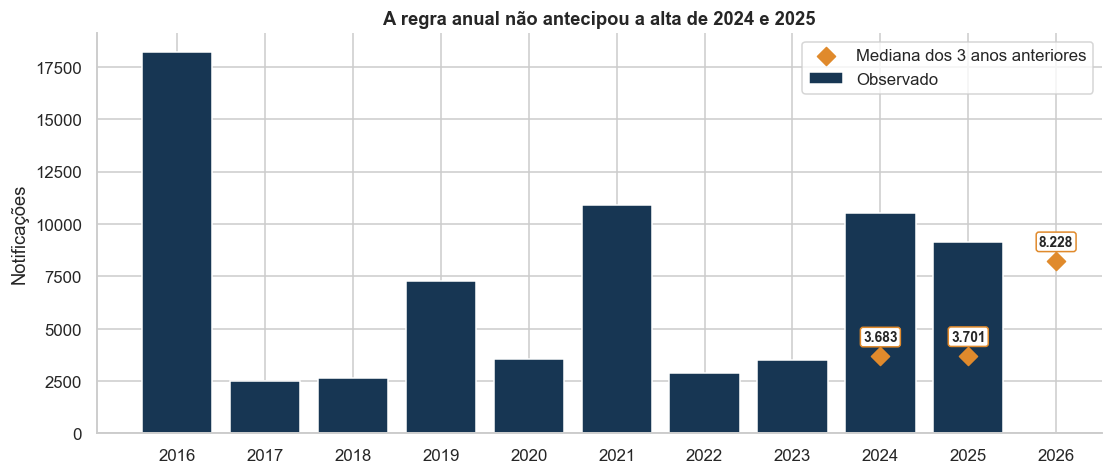 A regra anual não antecipou a alta de 2024 e 2025
Mediana dos 3 anos anteriores
Observado
Notificações
17500
15000
12500
10000
7500
5000
2500
0
3.683
3.701
8.228
2016 2017 2018 2019 2020 2021 2022 2023 2024 2025 2026